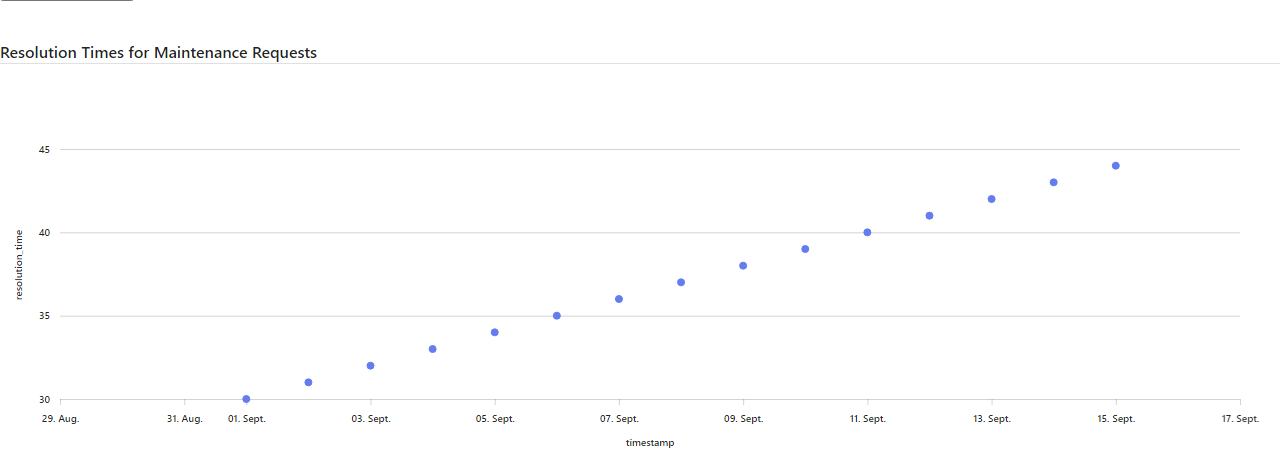 Resolution Times for Maintenance Requests
45
40
35
30
resolution_time
29. Aug. 31. Aug. 01. Sept. 03. Sept. 05. Sept. 07. Sept. 09. Sept. 11. Sept. 13. Sept. 15. Sept. 17. Sept.
timestamp